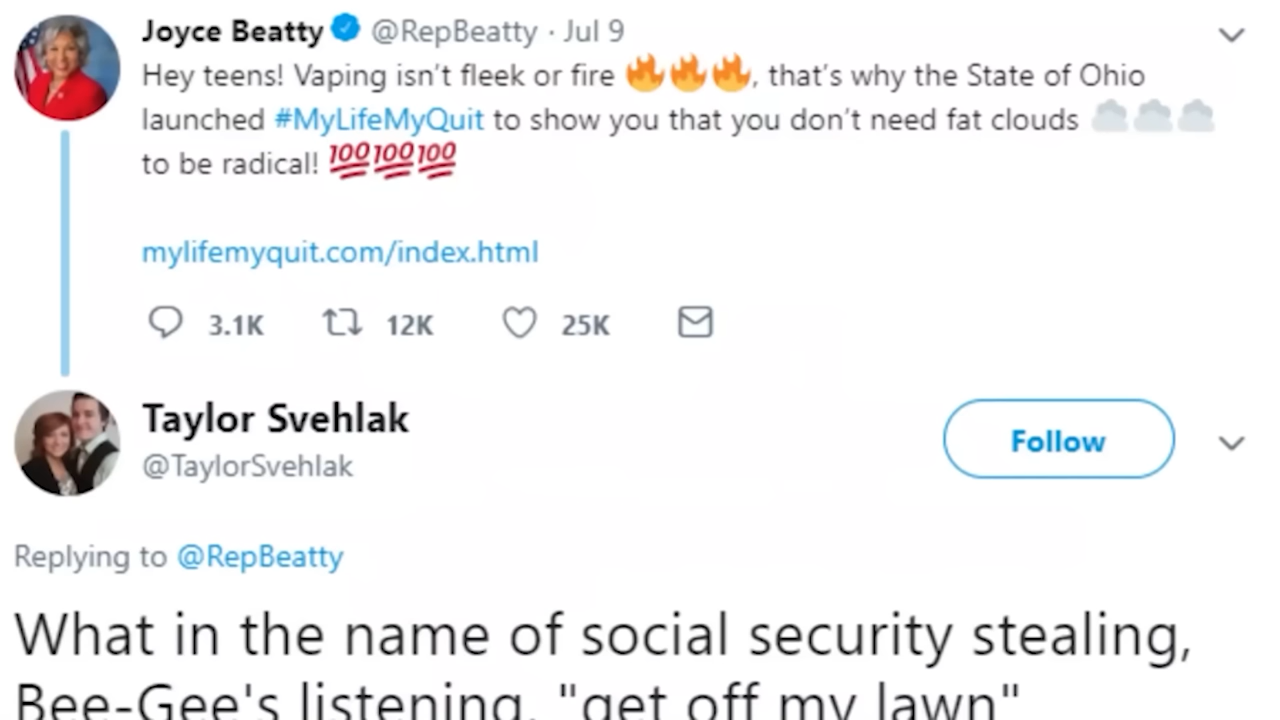 Joyce Beatty @RepBeatty · Jul 9
Hey teens! Vaping isn't fleek or fire 🔥🔥🔥, that's why the State of Ohio
launched #MyLifeMyQuit to show you that you don't need fat clouds ☁️☁️☁️
to be radical! 💯💯💯
mylifemyquit.com/index.html
3.1K 12K 25K
Taylor Svehlak
@TaylorSvehlak
Follow
Replying to @RepBeatty
What in the name of social security stealing,
Bee-Gee's listening, "get off my lawn"